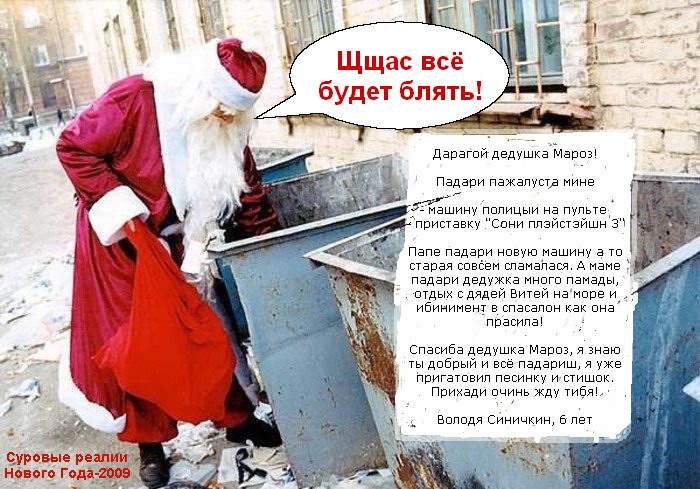 Щщас всё
будет блять!
Дарагой дедушка Мароз!
Падари пажалуста мине
- машину полицыи на пульте
- приставку "Сони плэйстэйшн 3"
Папе падари новую машину а то
старая совсем сламалася. А маме
падари дедужка много памады,
отдых с дядей Витей на море и
ибинимент в спасалон как она
прасила!
Спасиба дедушка Мароз, я знаю
ты добрый и всё падариш, я уже
пригатовил песинку и стишок.
Прихади очинь жду тибя!
Володя Синичкин, 6 лет
Суровые реалии
Нового Года-2009